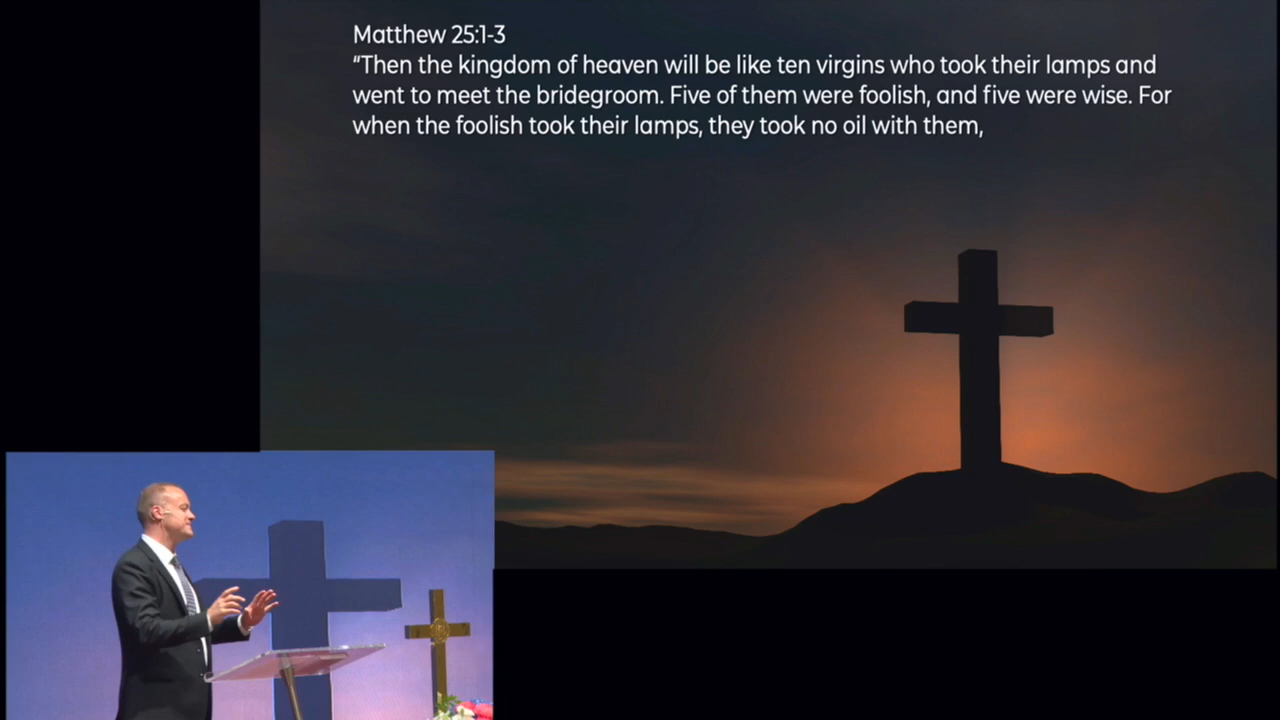 Matthew 25:1-3
“Then the kingdom of heaven will be like ten virgins who took their lamps and
went to meet the bridegroom. Five of them were foolish, and five were wise. For
when the foolish took their lamps, they took no oil with them,